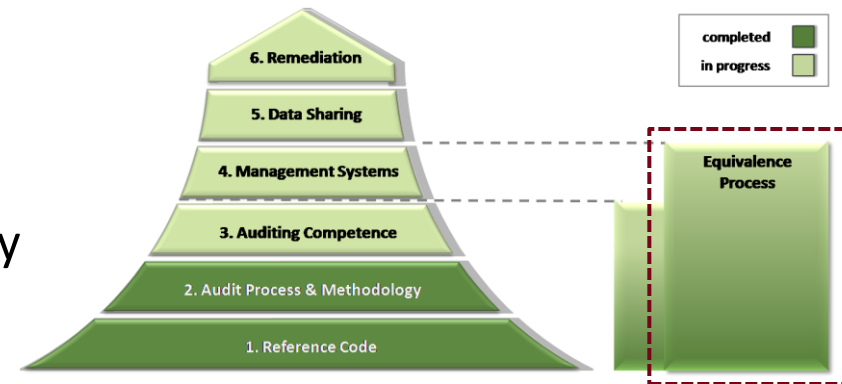 6. Remediation
5. Data Sharing
4. Management Systems
3. Auditing Competence
2. Audit Process & Methodology
1. Reference Code
completed
in progress
Equivalence
Process
y